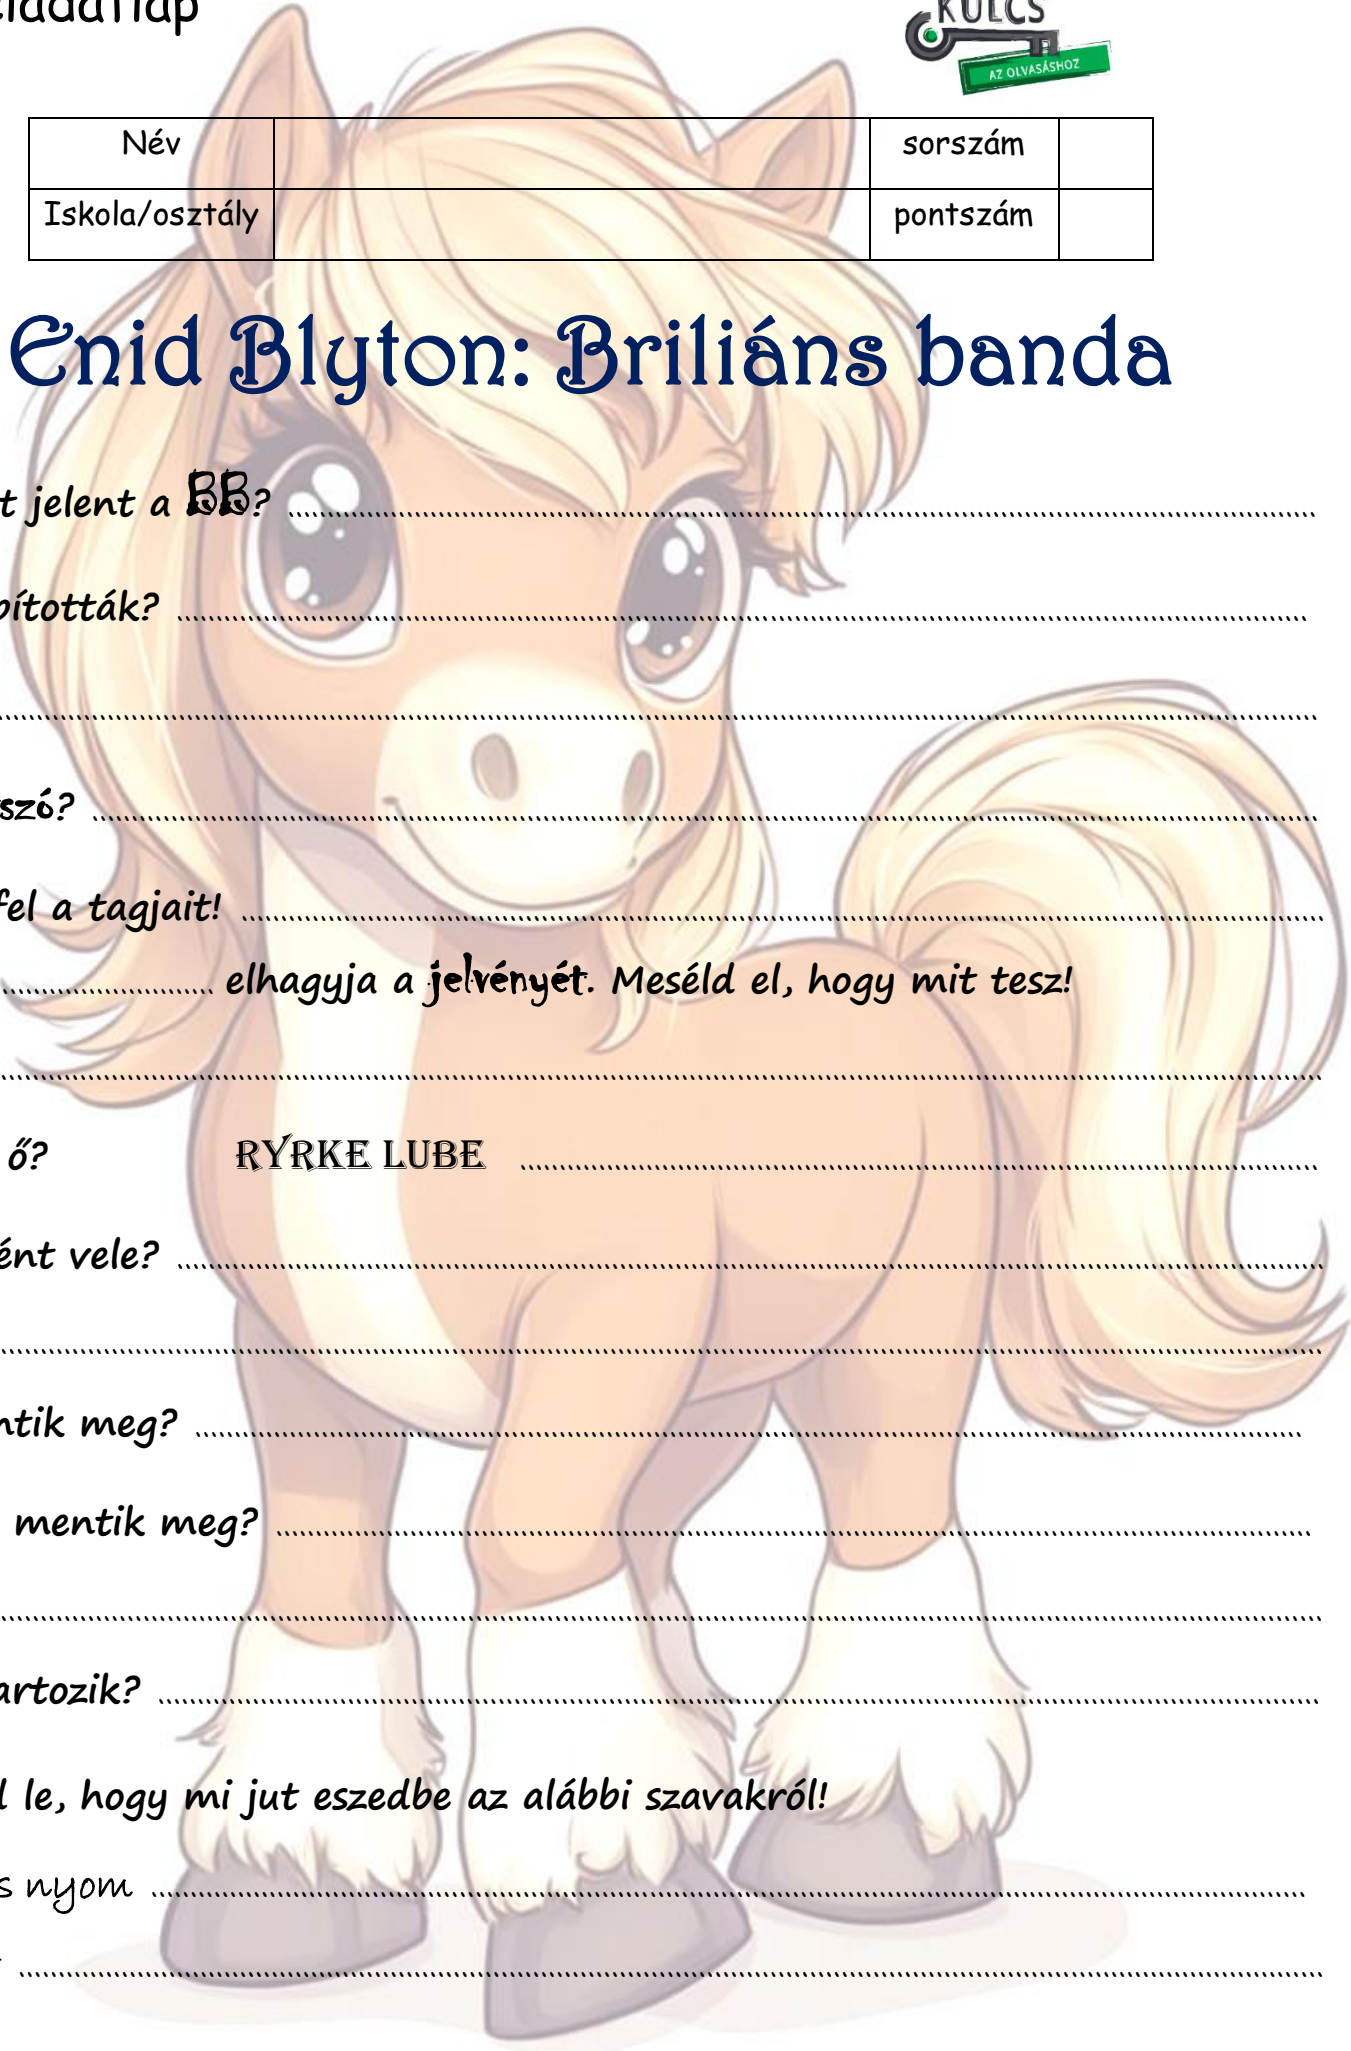 eladatlap
KULCS
AZ OLVASÁSHOZ
Név sorszám
Iskola/osztály pontszám
Enid Blyton: Briliáns banda
t jelent a BB?
pították?
szó?
fel a tagjait!
elhagyja a jelvényét. Meséld el, hogy mit tesz!
ő? RYRKE LUBE
ént vele?
ntik meg?
mentik meg?
artozik?
l le, hogy mi jut eszedbe az alábbi szavakról!
s nyom